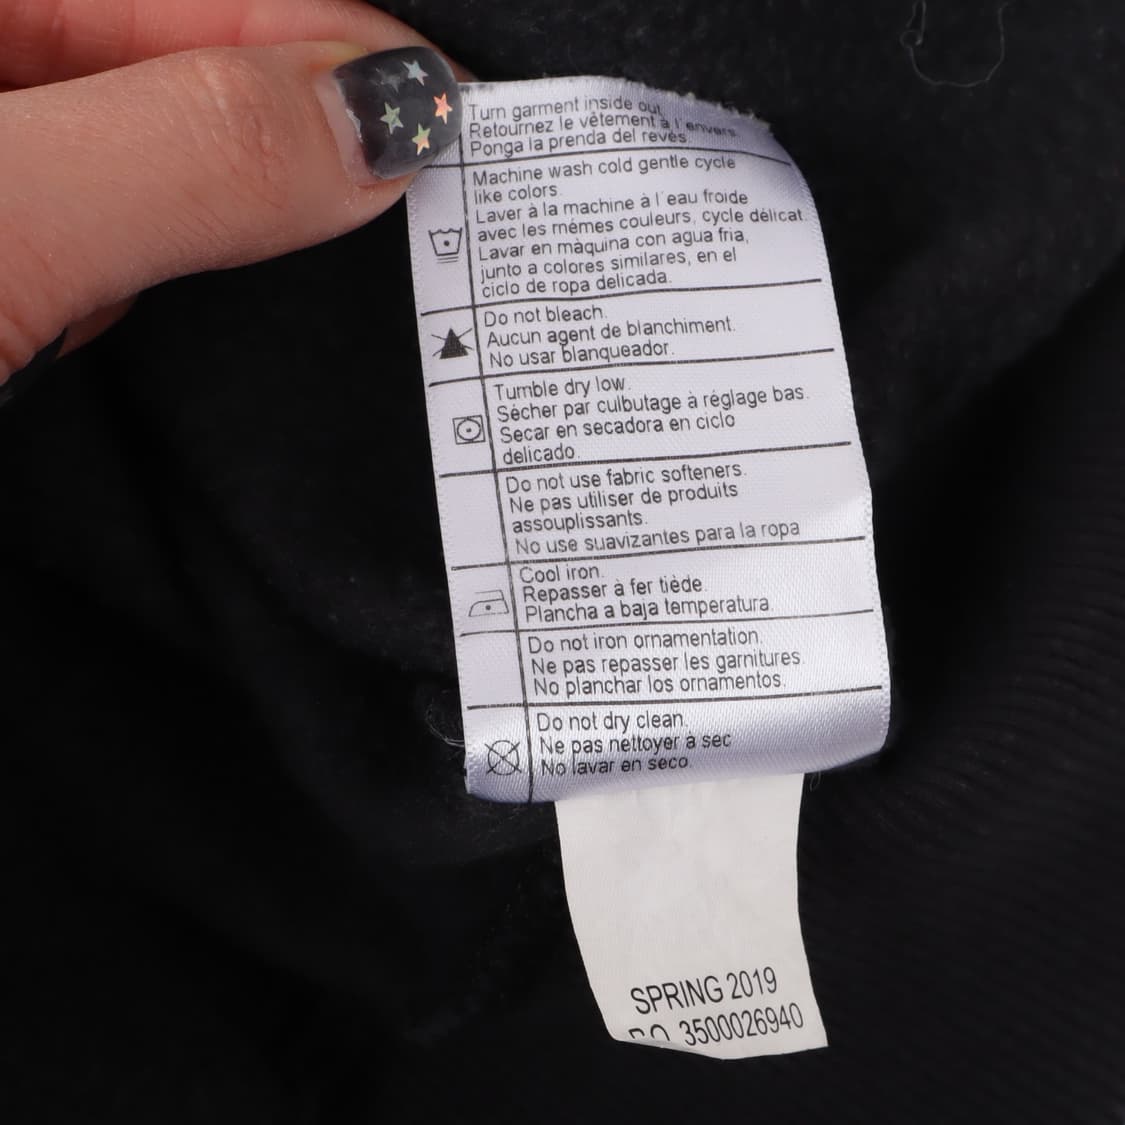 Turn garment inside out
Retournez le vêtement à l'envers
Ponga la prenda del revés.
Machine wash cold gentle cycle
like colors.
Laver à la machine à l'eau froide
avec les mémes couleurs, cycle délicat.
Lavar en màquina con agua fria,
junto a colores similares, en el
ciclo de ropa delicada.
Do not bleach.
Aucun agent de blanchiment.
No usar blanqueador.
Tumble dry low.
Sècher par culbutage à réglage bas.
Secar en secadora en ciclo
delicado.
Do not use fabric softeners.
Ne pas utiliser de produits
assouplissants.
No use suavizantes para la ropa
Cool iron.
Repasser à fer tiède.
Plancha a baja temperatura.
Do not iron ornamentation.
Ne pas repasser les garnitures.
No planchar los ornamentos.
Do not dry clean.
Ne pas nettoyer a sec
No lavar en seco.
SPRING 2019
3500026940